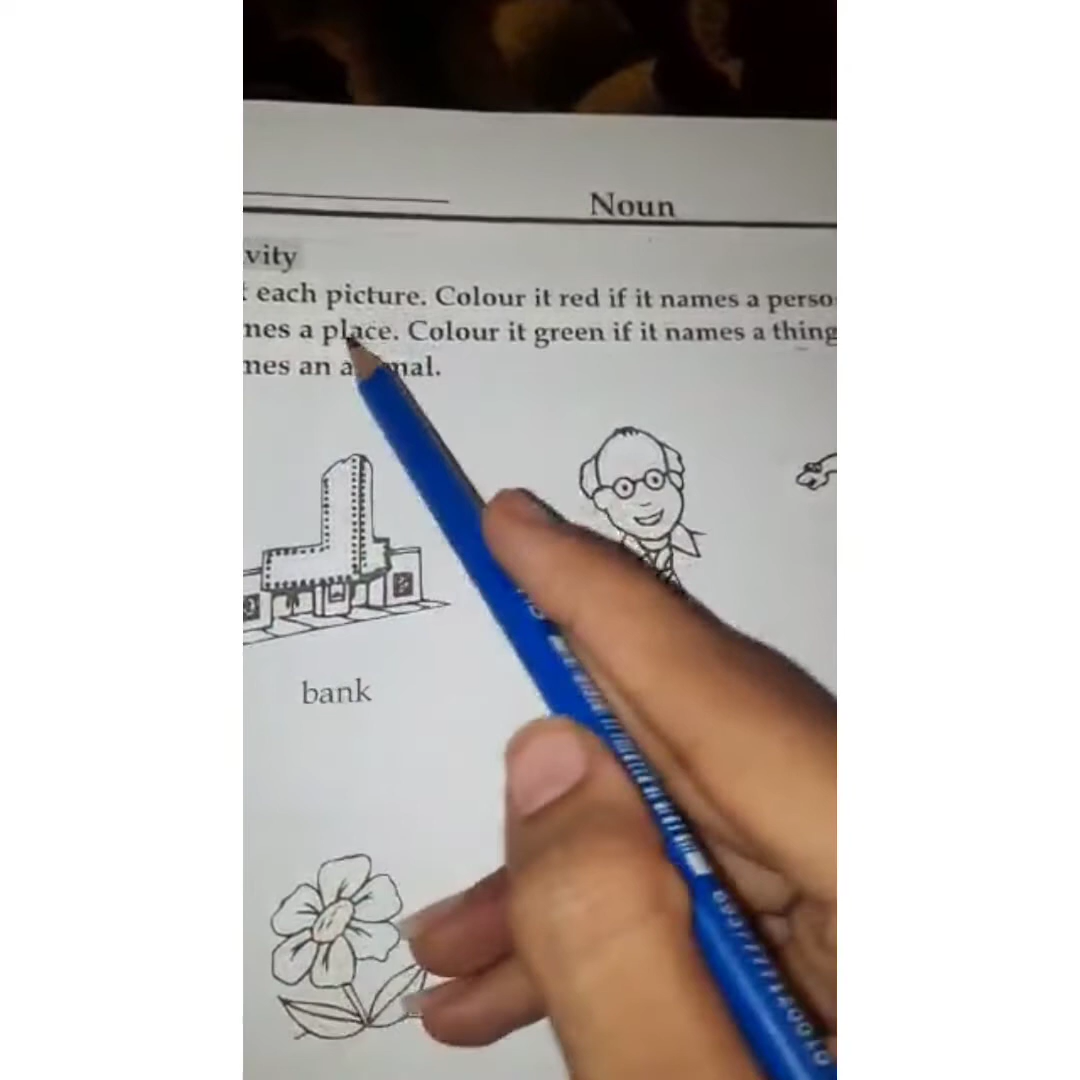 Noun
vity
each picture. Colour it red if it names a perso
nes a place. Colour it green if it names a thing
nes an a mal.
bank